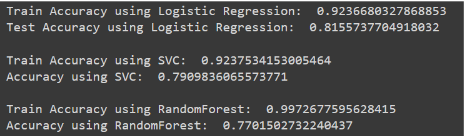 Train Accuracy using Logistic Regression:  0.9236680327868853
Test Accuracy using Logistic Regression:  0.8155737704918032
Train Accuracy using SVC:  0.9237534153005464
Accuracy using SVC:  0.7909836065573771
Train Accuracy using RandomForest:  0.9972677595628415
Accuracy using RandomForest:  0.7701502732240437